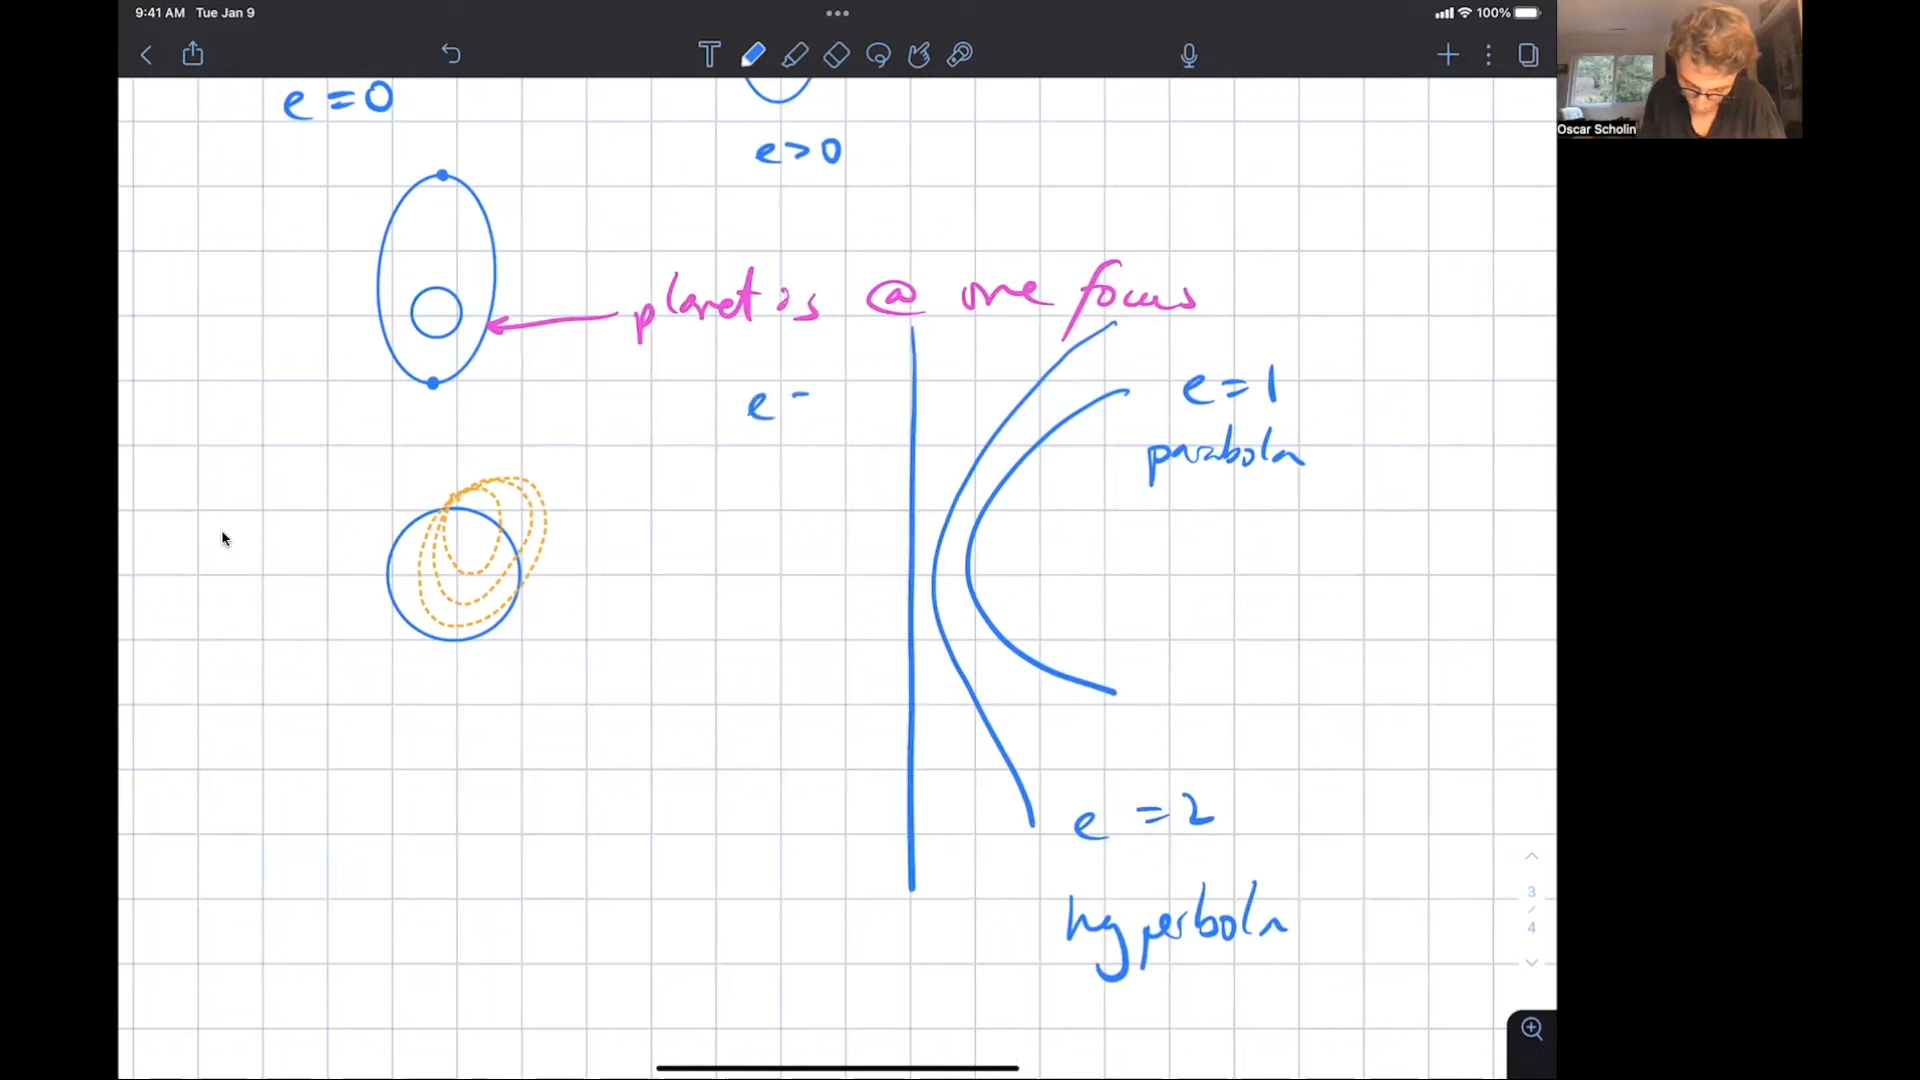 9:41 AM Tue Jan 9
100%
Oscar Scholin
e = 0
e > 0
planet is @ one focus
e = 1
e -
parabola
e = 2
3
/
4
hyperbola